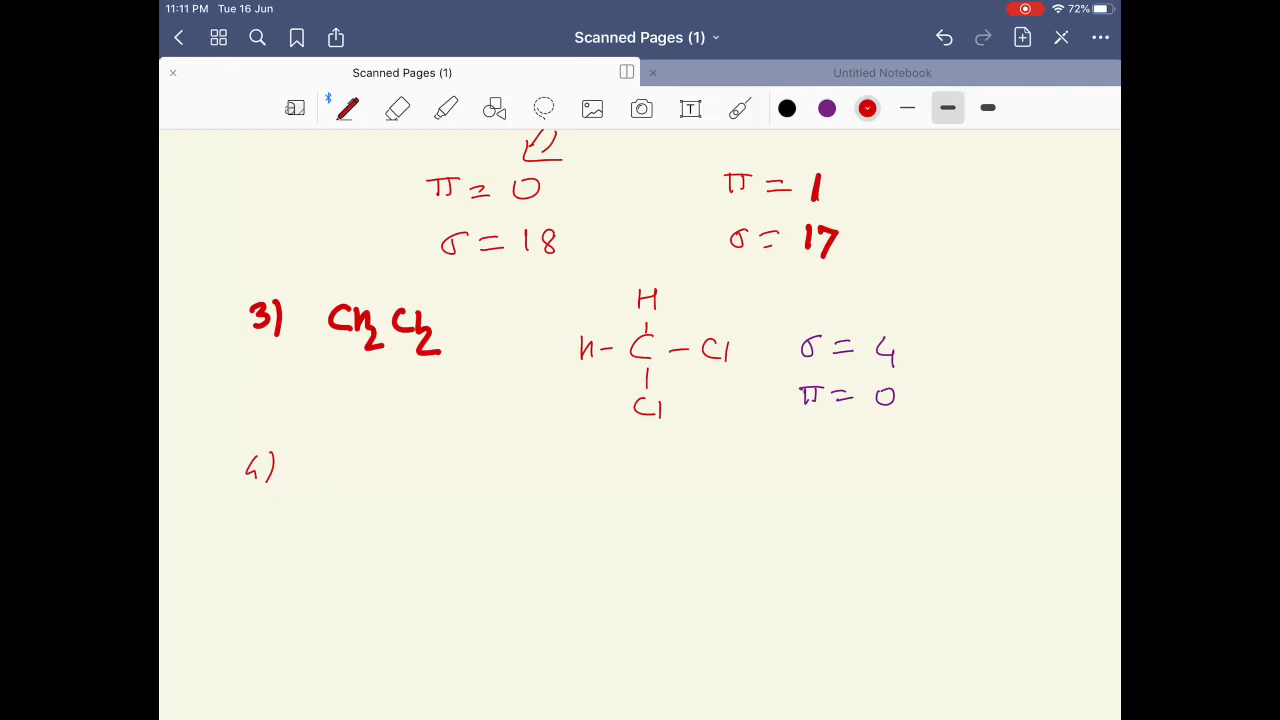 11:11 PM Tue 16 Jun
72%
Scanned Pages (1)
Scanned Pages (1)
Untitled Notebook
π = 0
π = 1
σ = 18
σ = 17
3) CH2Cl2
H
H - C - Cl
Cl
σ = 4
π = 0
4)